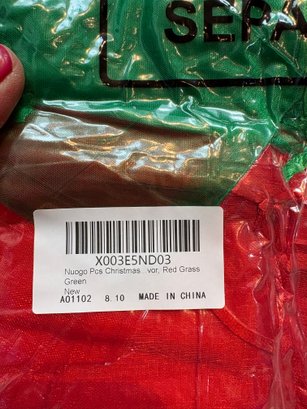 SEPA
X003E5ND03
Nuogo Pcs Christmas...vor, Red Grass
Green
New
A01102 8.10 MADE IN CHINA